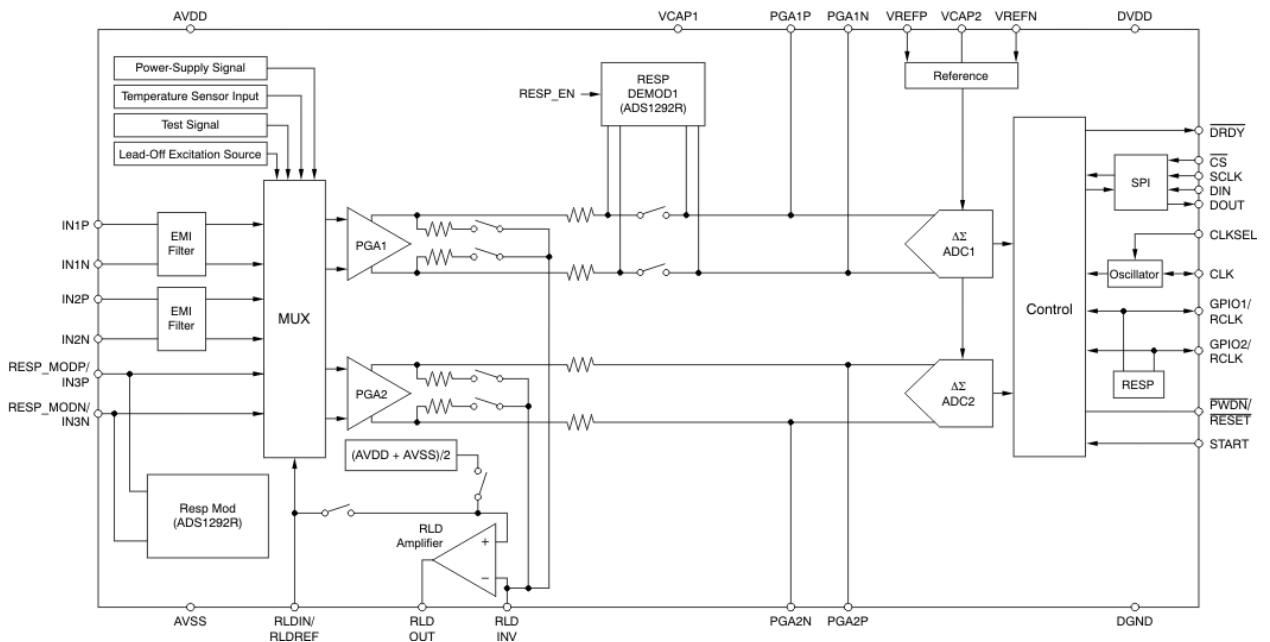 AVDD
VCAP1
PGA1P
PGA1N
VREFP
VCAP2
VREFN
DVDD
Power-Supply Signal
Temperature Sensor Input
Test Signal
Lead-Off Excitation Source
RESP_EN
RESP
DEMOD1
(ADS1292R)
Reference
DRDY
CS
SCLK
DIN
DOUT
SPI
CLKSEL
Oscillator
CLK
IN1P
IN1N
EMI
Filter
IN2P
IN2N
EMI
Filter
MUX
PGA1
ΔΣ
ADC1
Control
GPIO1/
RCLK
GPIO2/
RCLK
RESP
RESP_MODP/
IN3P
RESP_MODN/
IN3N
PGA2
ΔΣ
ADC2
PWDN/
RESET
START
(AVDD + AVSS)/2
Resp Mod
(ADS1292R)
RLD
Amplifier
+
−
AVSS
RLDIN/
RLDREF
RLD
OUT
RLD
INV
PGA2N
PGA2P
DGND